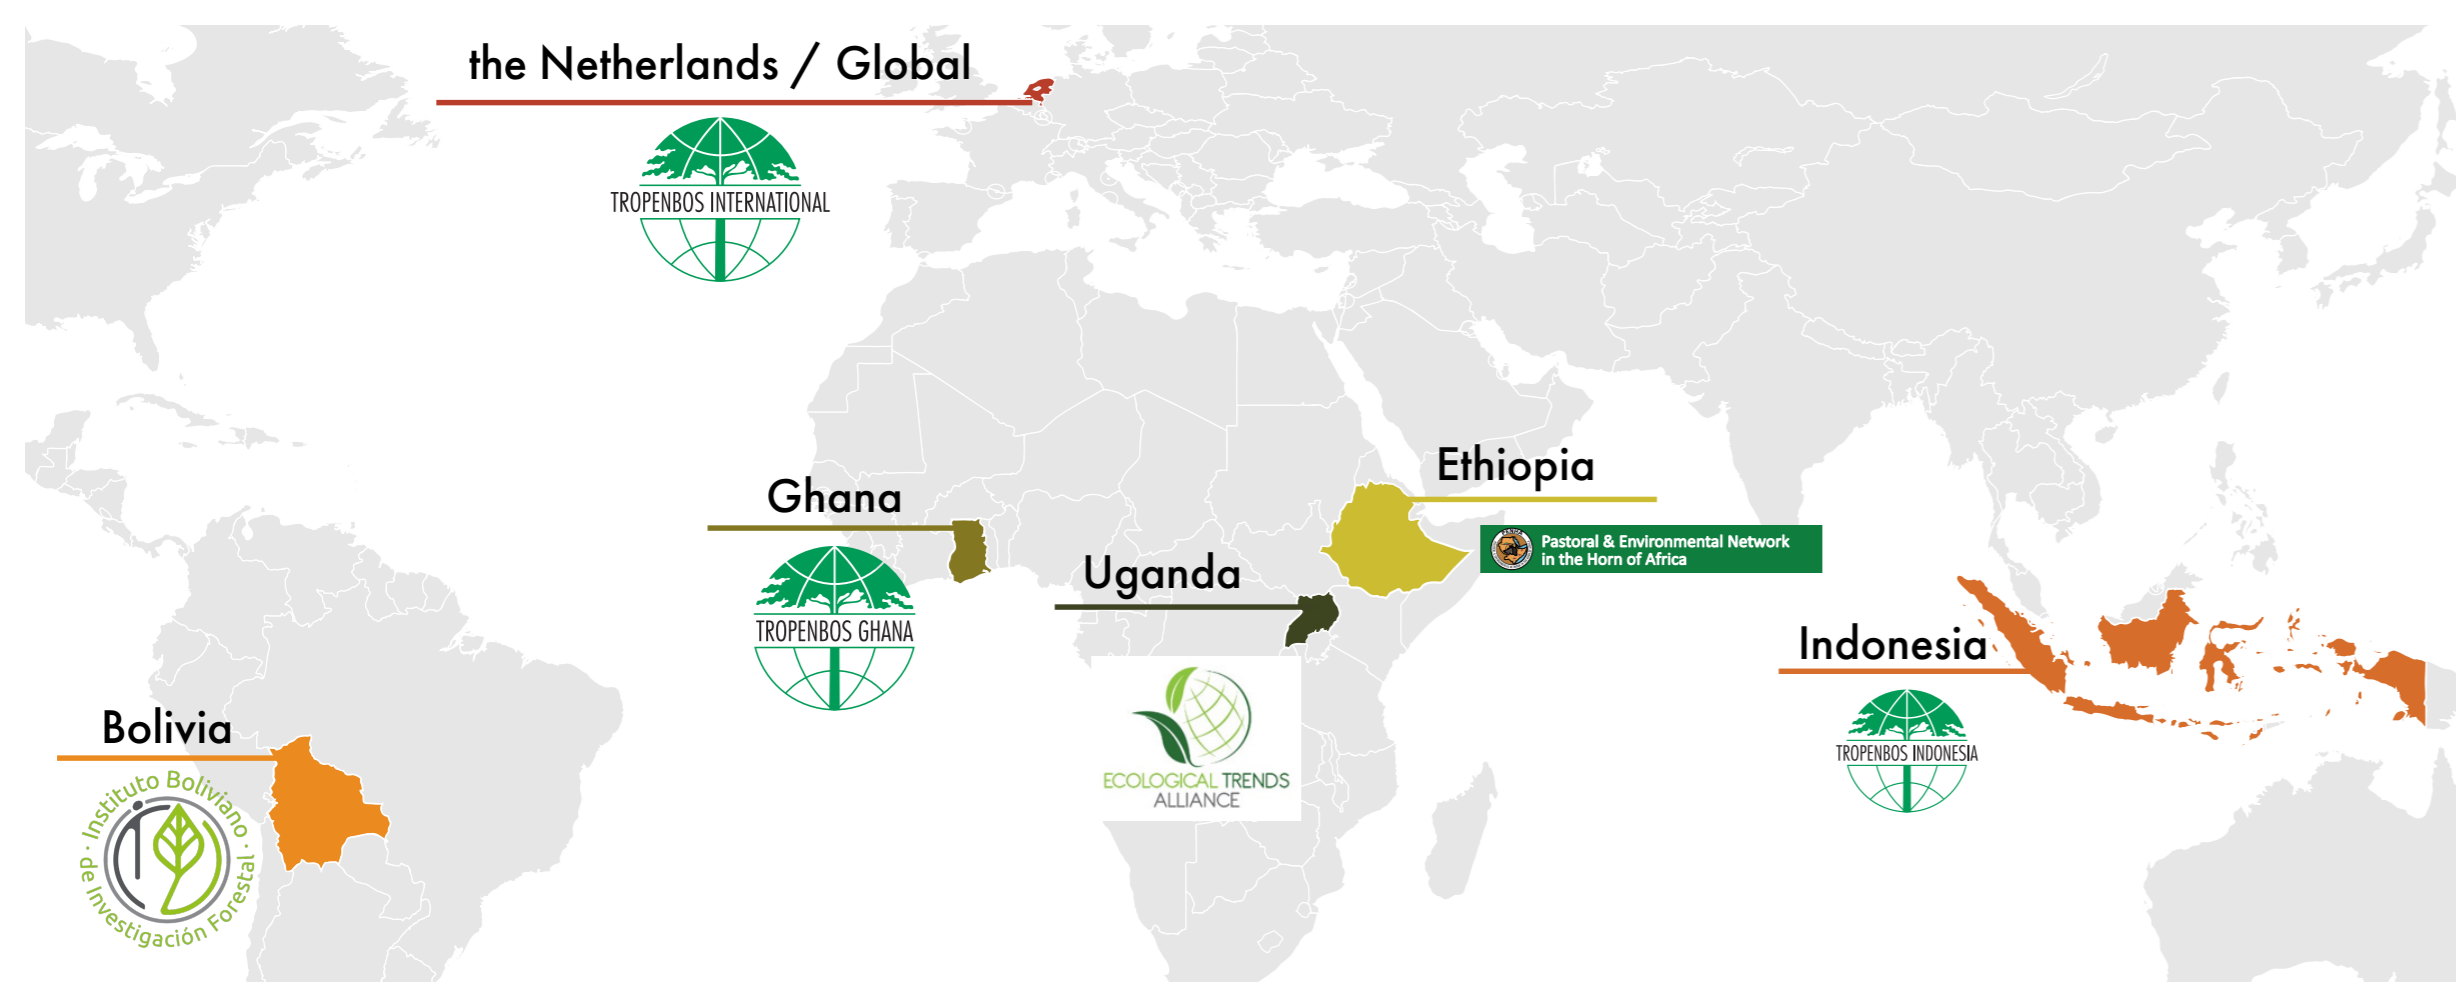 the Netherlands / Global
TROPENBOS INTERNATIONAL
Ethiopia
Pastoral & Environmental Network
in the Horn of Africa
Ghana
TROPENBOS GHANA
Uganda
ECOLOGICAL TRENDS
ALLIANCE
Indonesia
TROPENBOS INDONESIA
Bolivia
Instituto Boliviano ·
de Investigación Forestal ·